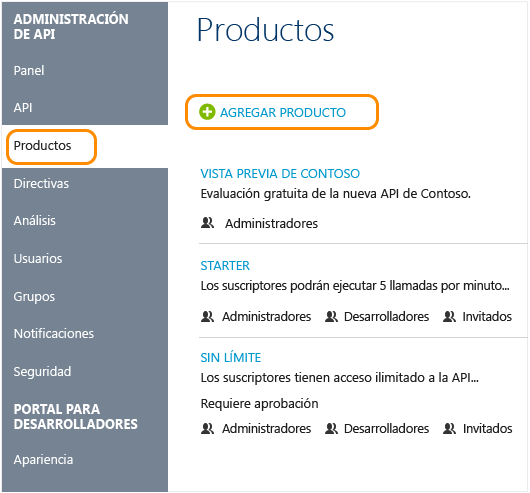 ADMINISTRACIÓN
DE API
Panel
API
Productos
Directivas
Análisis
Usuarios
Grupos
Notificaciones
Seguridad
PORTAL PARA
DESARROLLADORES
Apariencia
Productos
AGREGAR PRODUCTO
VISTA PREVIA DE CONTOSO
Evaluación gratuita de la nueva API de Contoso.
Administradores
STARTER
Los suscriptores podrán ejecutar 5 llamadas por minuto...
Administradores Desarrolladores Invitados
SIN LÍMITE
Los suscriptores tienen acceso ilimitado a la API...
Requiere aprobación
Administradores Desarrolladores Invitados